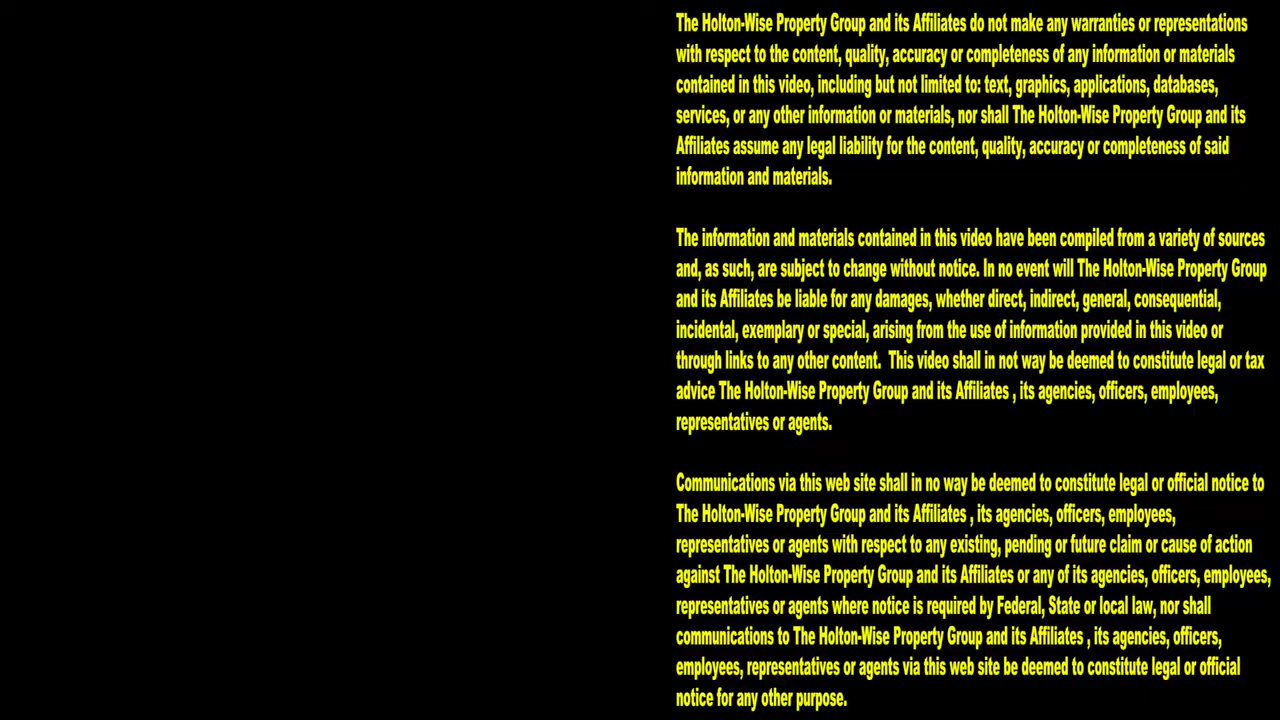 The Holton-Wise Property Group and its Affiliates do not make any warranties or representations
with respect to the content, quality, accuracy or completeness of any information or materials
contained in this video, including but not limited to: text, graphics, applications, databases,
services, or any other information or materials, nor shall The Holton-Wise Property Group and its
Affiliates assume any legal liability for the content, quality, accuracy or completeness of said
information and materials.
The information and materials contained in this video have been compiled from a variety of sources
and, as such, are subject to change without notice. In no event will The Holton-Wise Property Group
and its Affiliates be liable for any damages, whether direct, indirect, general, consequential,
incidental, exemplary or special, arising from the use of information provided in this video or
through links to any other content.  This video shall in not way be deemed to constitute legal or tax
advice The Holton-Wise Property Group and its Affiliates , its agencies, officers, employees,
representatives or agents.
Communications via this web site shall in no way be deemed to constitute legal or official notice to
The Holton-Wise Property Group and its Affiliates , its agencies, officers, employees,
representatives or agents with respect to any existing, pending or future claim or cause of action
against The Holton-Wise Property Group and its Affiliates or any of its agencies, officers, employees,
representatives or agents where notice is required by Federal, State or local law, nor shall
communications to The Holton-Wise Property Group and its Affiliates , its agencies, officers,
employees, representatives or agents via this web site be deemed to constitute legal or official
notice for any other purpose.